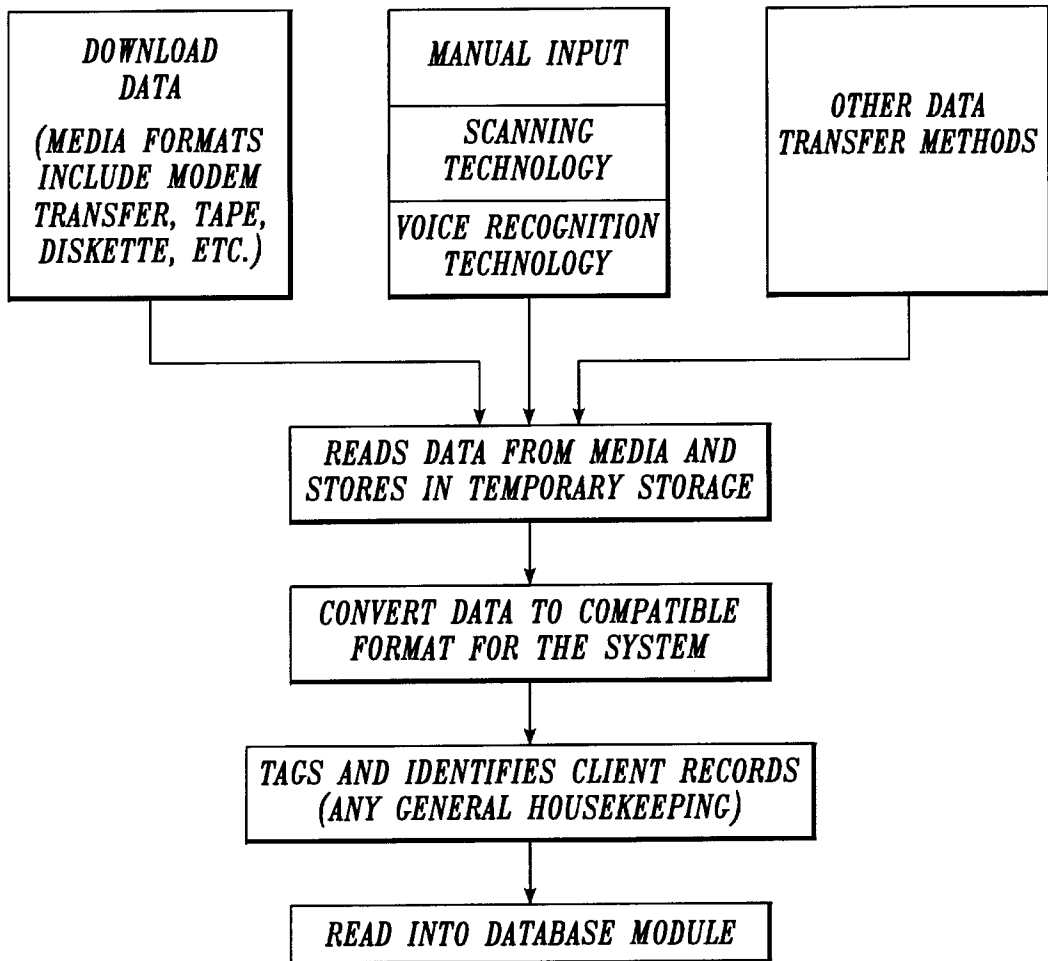 DOWNLOAD
DATA
(MEDIA FORMATS
INCLUDE MODEM
TRANSFER, TAPE,
DISKETTE, ETC.)
MANUAL INPUT
SCANNING
TECHNOLOGY
VOICE RECOGNITION
TECHNOLOGY
OTHER DATA
TRANSFER METHODS
READS DATA FROM MEDIA AND
STORES IN TEMPORARY STORAGE
CONVERT DATA TO COMPATIBLE
FORMAT FOR THE SYSTEM
TAGS AND IDENTIFIES CLIENT RECORDS
(ANY GENERAL HOUSEKEEPING)
READ INTO DATABASE MODULE